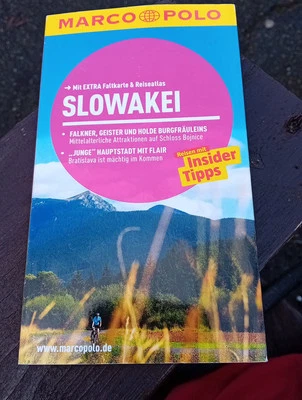 MARCO POLO
→ Mit EXTRA Faltkarte & Reiseatlas
SLOWAKEI
• FALKNER, GEISTER UND HOLDE BURGFRÄULEINS
Mittelalterliche Attraktionen auf Schloss Bojnice
• „JUNGE“ HAUPTSTADT MIT FLAIR
Bratislava ist mächtig im Kommen
Reisen mit
Insider
Tipps
www.marcopolo.de